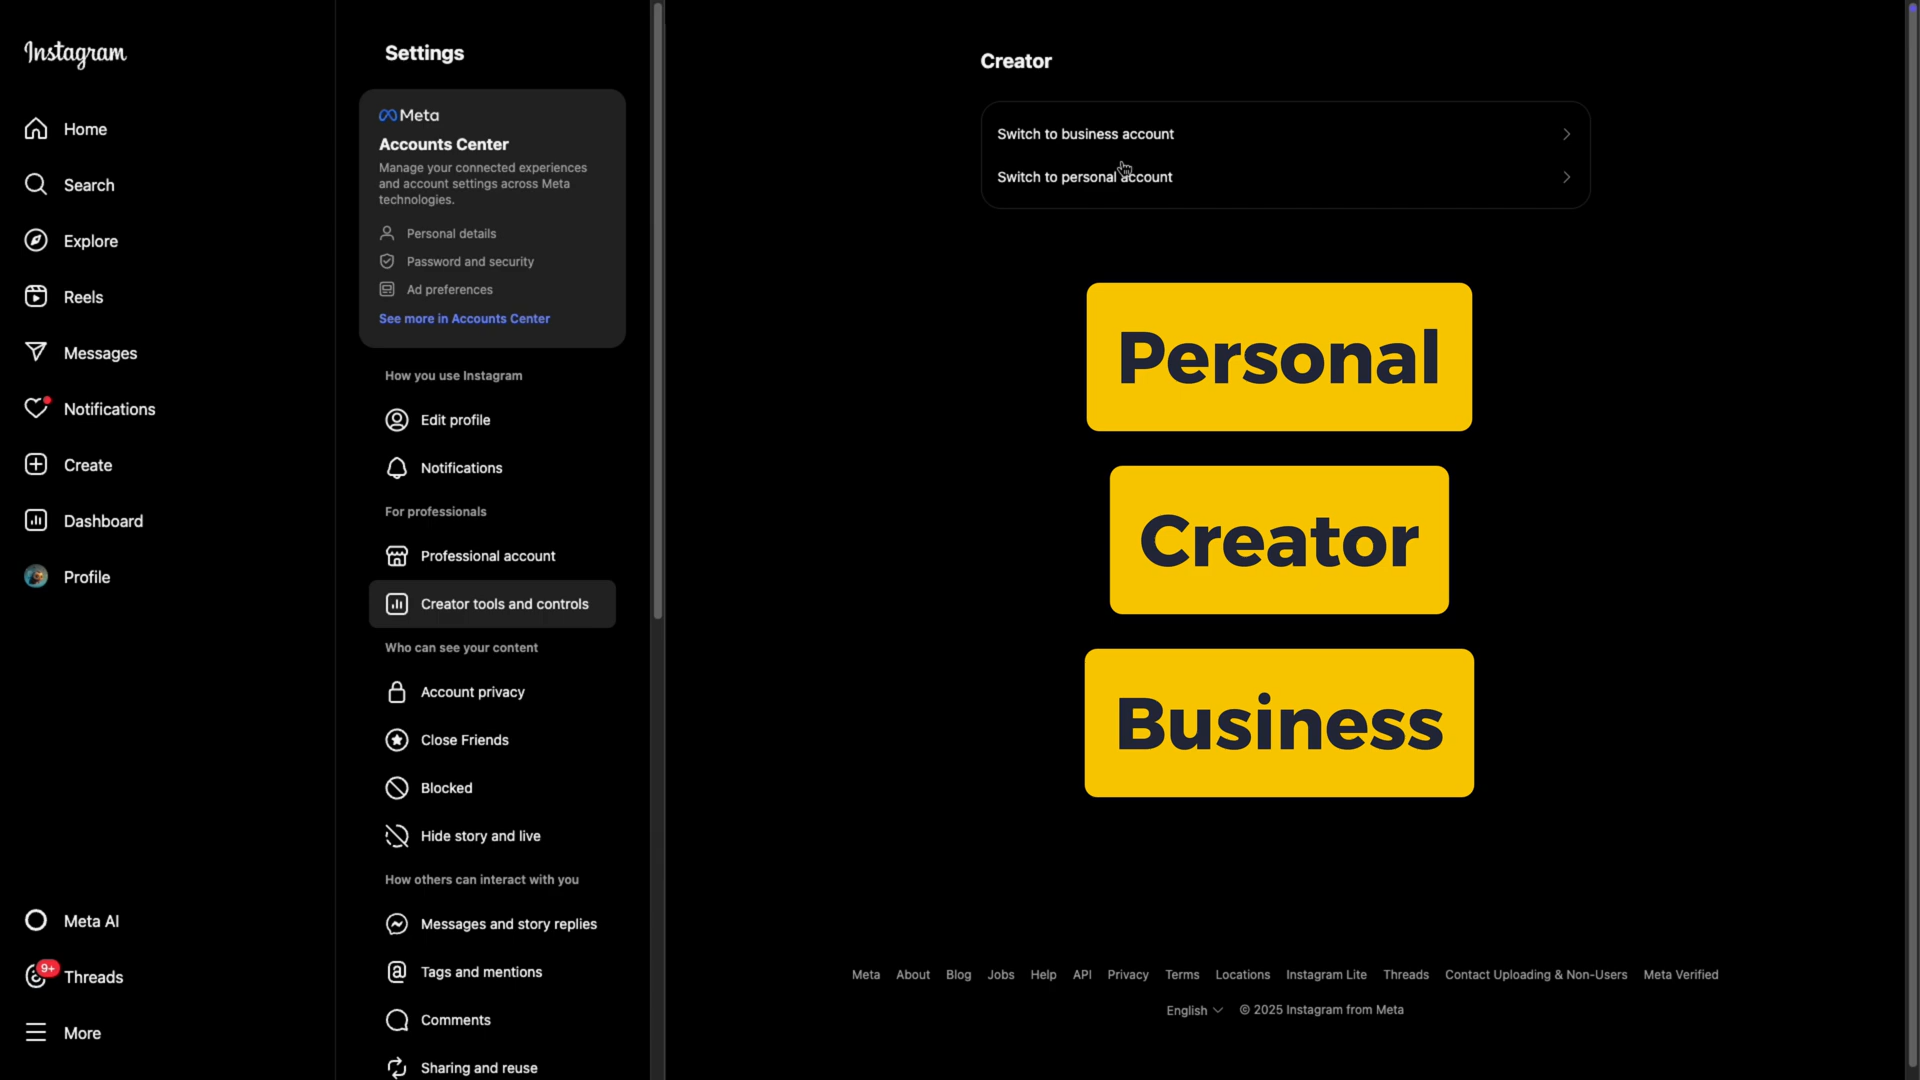 Instagram
Home
Search
Explore
Reels
Messages
Notifications
Create
Dashboard
Profile
Meta AI
9+
Threads
More
Settings
Meta
Accounts Center
Manage your connected experiences
and account settings across Meta
technologies.
Personal details
Password and security
Ad preferences
See more in Accounts Center
How you use Instagram
Edit profile
Notifications
For professionals
Professional account
Creator tools and controls
Who can see your content
Account privacy
Close Friends
Blocked
Hide story and live
How others can interact with you
Messages and story replies
Tags and mentions
Comments
Sharing and reuse
Creator
Switch to business account
Switch to personal account
Personal
Creator
Business
Meta About Blog Jobs Help API Privacy Terms Locations Instagram Lite Threads Contact Uploading & Non-Users Meta Verified
English © 2025 Instagram from Meta